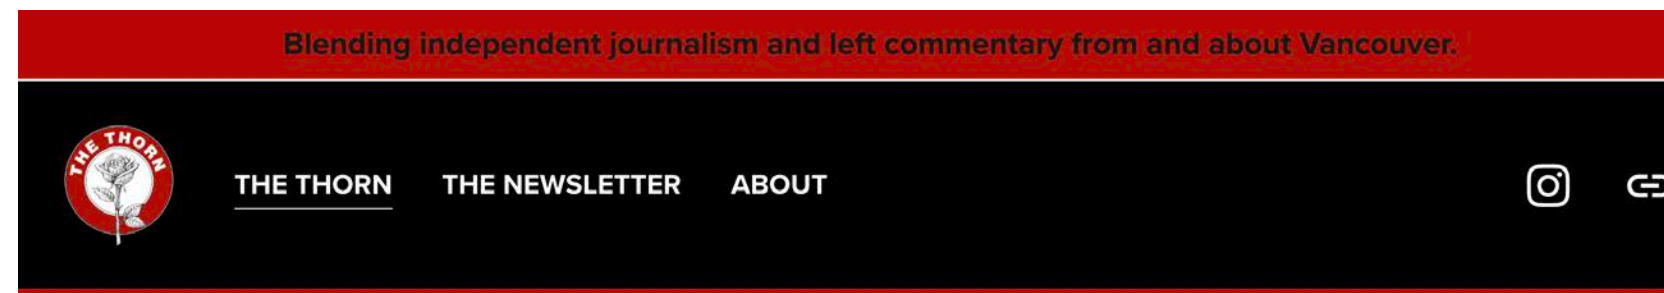 Blending independent journalism and left commentary from and about Vancouver.
THE THORN
THE THORN THE NEWSLETTER ABOUT